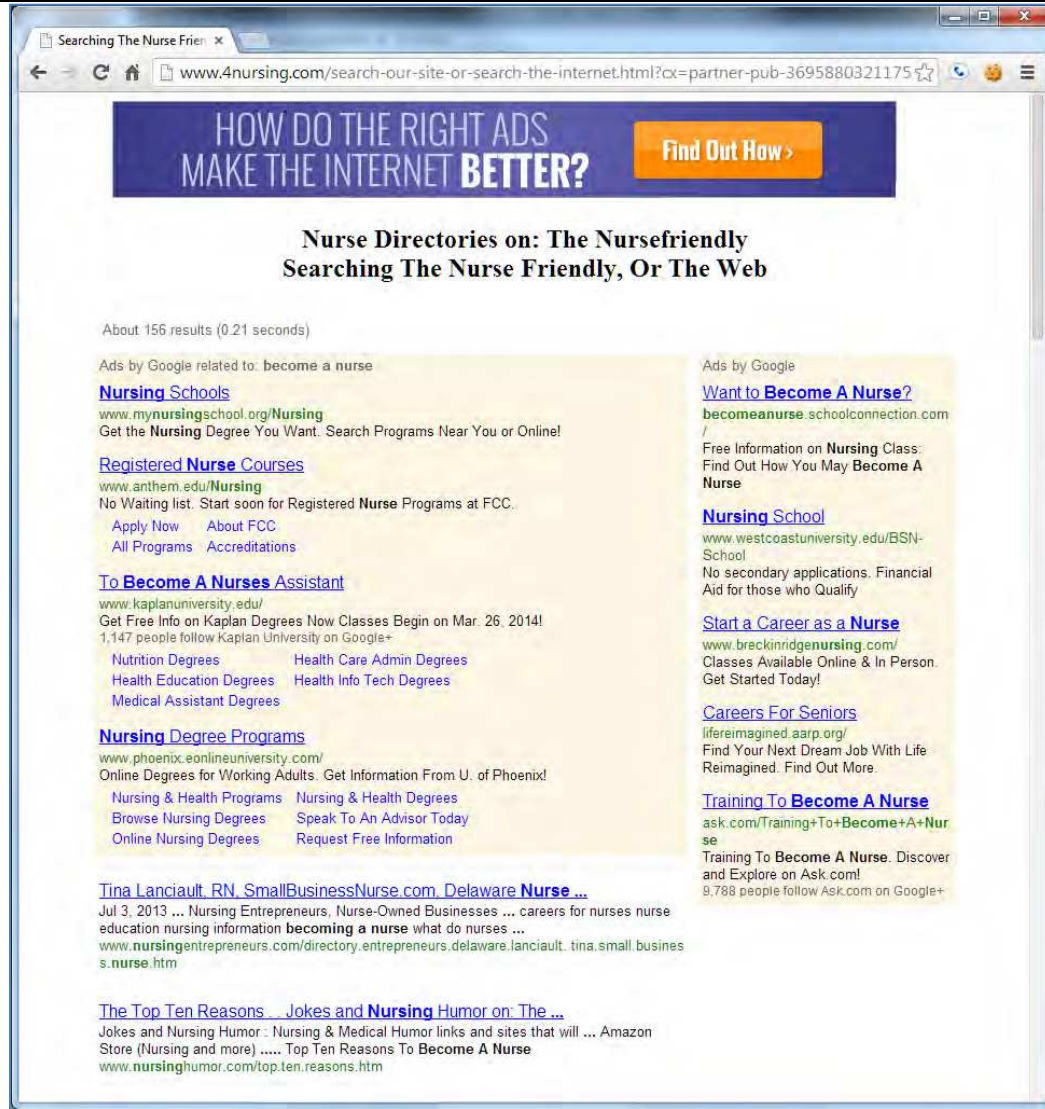 Searching The Nurse Frien
www.4nursing.com/search-our-site-or-search-the-internet.html?cx=partner-pub-3695880321175
HOW DO THE RIGHT ADS
MAKE THE INTERNET BETTER?
Find Out How ›
Nurse Directories on: The Nursefriendly
Searching The Nurse Friendly, Or The Web
About 156 results (0.21 seconds)
Ads by Google related to: become a nurse
Nursing Schools
www.mynursingschool.org/Nursing
Get the Nursing Degree You Want. Search Programs Near You or Online!
Registered Nurse Courses
www.anthem.edu/Nursing
No Waiting list. Start soon for Registered Nurse Programs at FCC.
Apply Now About FCC
All Programs Accreditations
To Become A Nurses Assistant
www.kaplanuniversity.edu/
Get Free Info on Kaplan Degrees Now Classes Begin on Mar. 26, 2014!
1,147 people follow Kaplan University on Google+
Nutrition Degrees Health Care Admin Degrees
Health Education Degrees Health Info Tech Degrees
Medical Assistant Degrees
Nursing Degree Programs
www.phoenix.eonlineuniversity.com/
Online Degrees for Working Adults. Get Information From U. of Phoenix!
Nursing & Health Programs Nursing & Health Degrees
Browse Nursing Degrees Speak To An Advisor Today
Online Nursing Degrees Request Free Information
Tina Lanciault, RN, SmallBusinessNurse.com, Delaware Nurse ...
Jul 3, 2013 ... Nursing Entrepreneurs, Nurse-Owned Businesses ... careers for nurses nurse
education nursing information becoming a nurse what do nurses ...
www.nursingentrepreneurs.com/directory.entrepreneurs.delaware.lanciault. tina.small.busines
s.nurse.htm
The Top Ten Reasons . . Jokes and Nursing Humor on: The ...
Jokes and Nursing Humor : Nursing & Medical Humor links and sites that will ... Amazon
Store (Nursing and more) ..... Top Ten Reasons To Become A Nurse
www.nursinghumor.com/top.ten.reasons.htm
Ads by Google
Want to Become A Nurse?
becomeanurse.schoolconnection.com
/
Free Information on Nursing Class:
Find Out How You May Become A
Nurse
Nursing School
www.westcoastuniversity.edu/BSN-
School
No secondary applications. Financial
Aid for those who Qualify
Start a Career as a Nurse
www.breckinridgenursing.com/
Classes Available Online & In Person.
Get Started Today!
Careers For Seniors
lifereimagined.aarp.org/
Find Your Next Dream Job With Life
Reimagined. Find Out More.
Training To Become A Nurse
ask.com/Training+To+Become+A+Nur
se
Training To Become A Nurse. Discover
and Explore on Ask.com!
9,788 people follow Ask.com on Google+